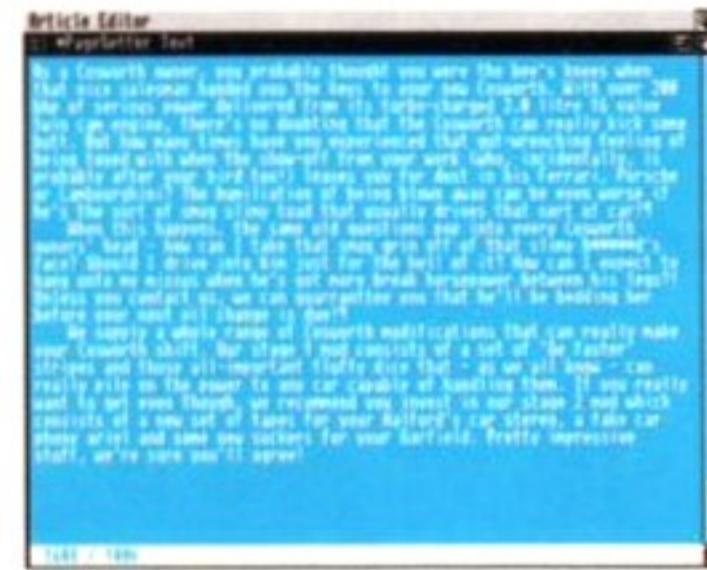 Article Editor
PageSetter Text
As a Cosworth owner, you probably thought you were the bee's knees when
that nice salesman handed you the keys to your new Cosworth. With over 200
bhp of serious power delivered from its turbo-charged 2.0 litre 16 valve
twin cam engine, there's no doubting that the Cosworth can really kick some
butt. But how many times have you experienced that gut-wrenching feeling of
being toyed with when the show-off from your work (who, incidentally, is
probably after your bird too!) leaves you for dust in his Ferrari, Porsche
or Lamborghini? The humiliation of being blown away can be even worse if
he's the sort of smug slimy toad that usually drives that sort of car!
When this happens, the same old questions go into every Cosworth
owners' head - how can I take that smug grin off of that slimy
face? Should I drive into him just for the hell of it? How can I
when he's got more break horsepower between his legs?
Unless you contact us, we can guarantee you that he'll be bedding her
before your next oil change is due!
We supply a whole range of Cosworth modifications that can really make
your Cosworth shift. Our stage 1 mod consists of a set of 'Go faster'
stripes and those all important fluffy dice that - as we all know - can
really pile on the power to any car capable of handling them. If you really
want to get even though, we recommend you invest in our stage 2 mod which
consists of a new set of tapes for your car stereo, a fake car
phone ariel and some new suckers for your Garfield. Pretty impressive
stuff, we're sure you'll agree!